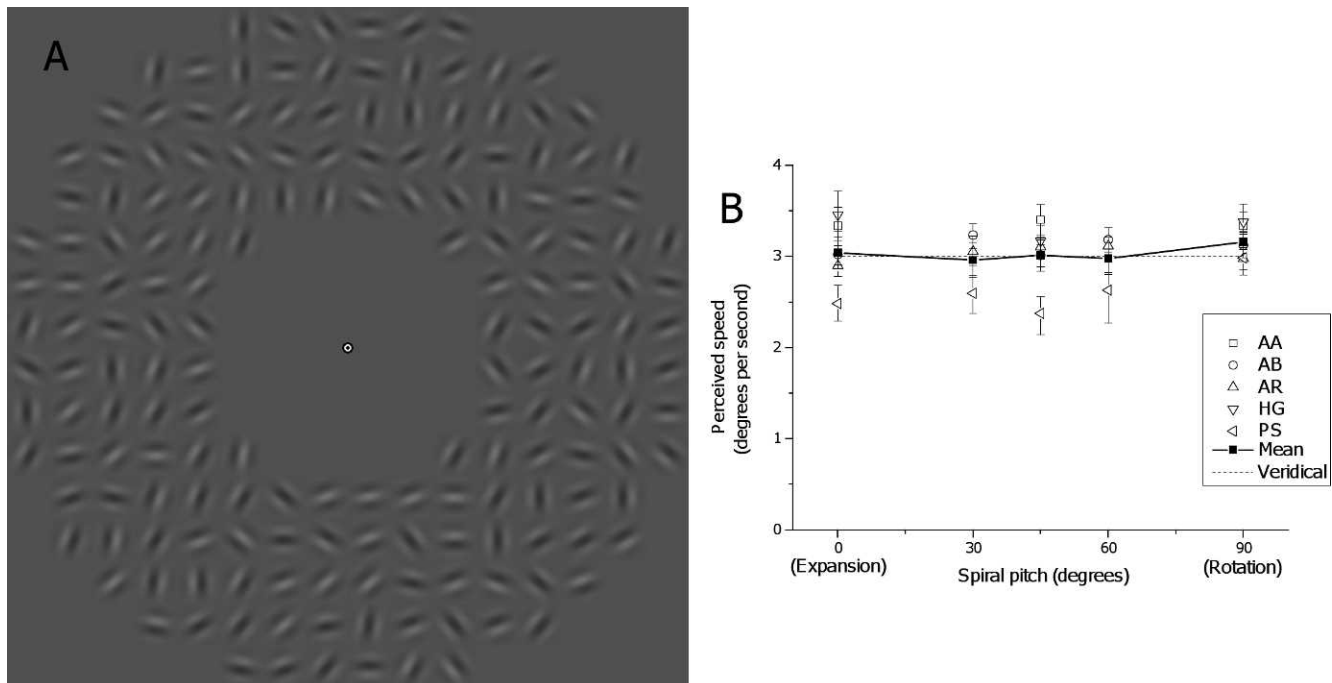 A
B
Perceived speed
(degrees per second)
4
3
2
1
0
0
30
45
60
90
(Expansion)
Spiral pitch (degrees)
(Rotation)
AA
AB
AR
HG
PS
Mean
Veridical